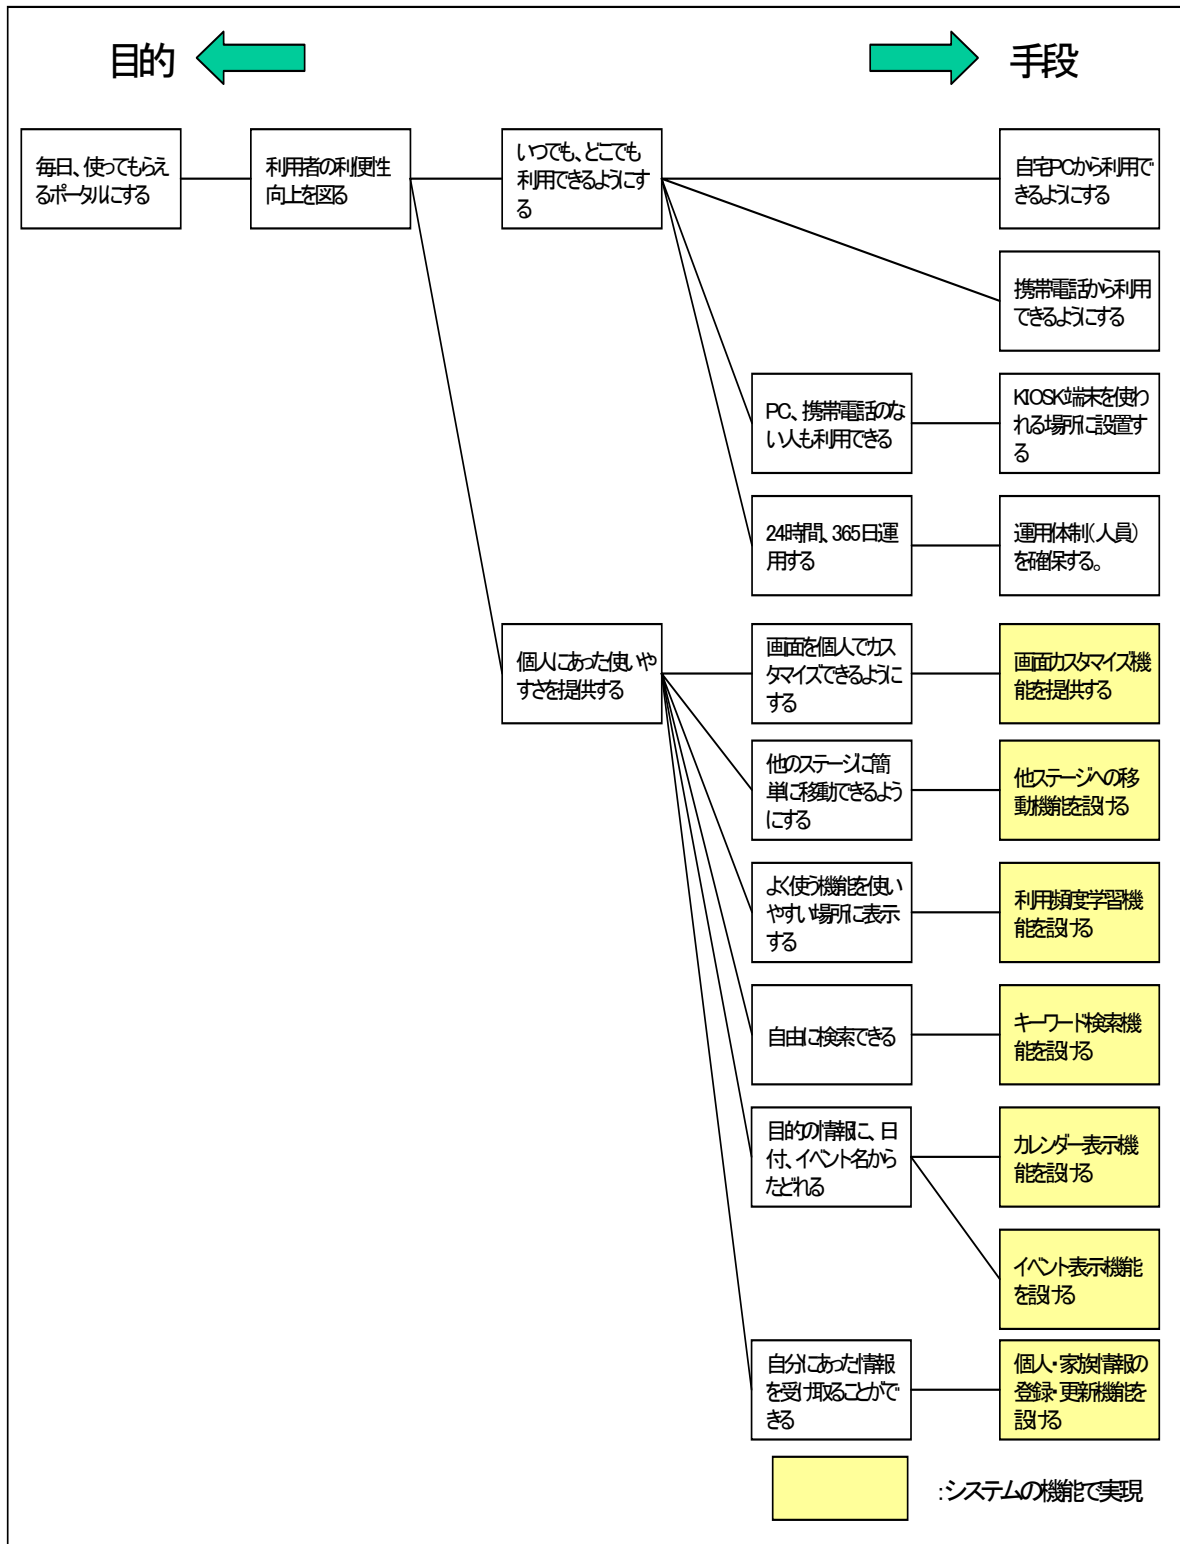 目的
手段
毎日、使ってもらえ
るポータルにする
利用者の利便性
向上を図る
いつでも、どこでも
利用できるようにす
る
自宅PCから利用で
きるようにする
携帯電話から利用
できるようにする
PC、携帯電話のな
い人も利用できる
KIOSK端末を使わ
れる場所に設置す
る
24時間、365日運
用する
運用体制(人員)
を確保する。
個人にあった使いや
すさを提供する
画面を個人でカス
タマイズできるように
する
画面カスタマイズ機
能を提供する
他のステージに簡
単に移動できるよう
にする
他ステージへの移
動機能を設ける
よく使う機能を使い
やすい場所に表示
する
利用頻度学習機
能を設ける
自由に検索できる
キーワード検索機
能を設ける
目的の情報に、日
付、イベント名から
たどれる
カレンダー表示機
能を設ける
イベント表示機能
を設ける
自分にあった情報
を受け取ることがで
きる
個人・家族情報の
登録・更新機能を
設ける
:システムの機能で実現